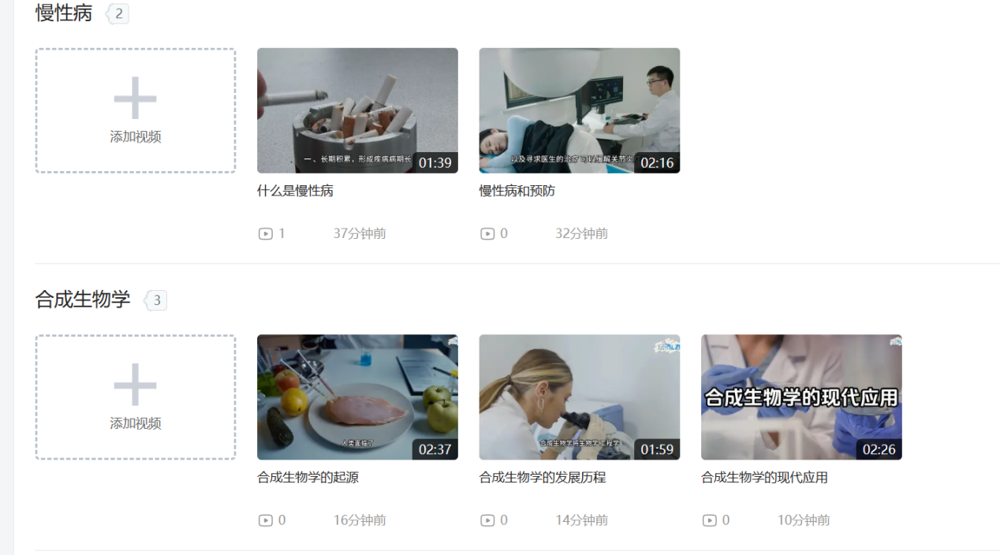 慢性病 2
添加视频
一、长期积累，形成疾病病期长
01:39
以及寻求医生的治疗可以缓解关节炎
02:16
什么是慢性病
慢性病和预防
1 37分钟前
0 32分钟前
合成生物学 3
添加视频
人类面临了
02:37
合成生物学将生物学 工程学
01:59
合成生物学的现代应用
02:26
合成生物学的起源
合成生物学的发展历程
合成生物学的现代应用
0 16分钟前
0 14分钟前
0 10分钟前